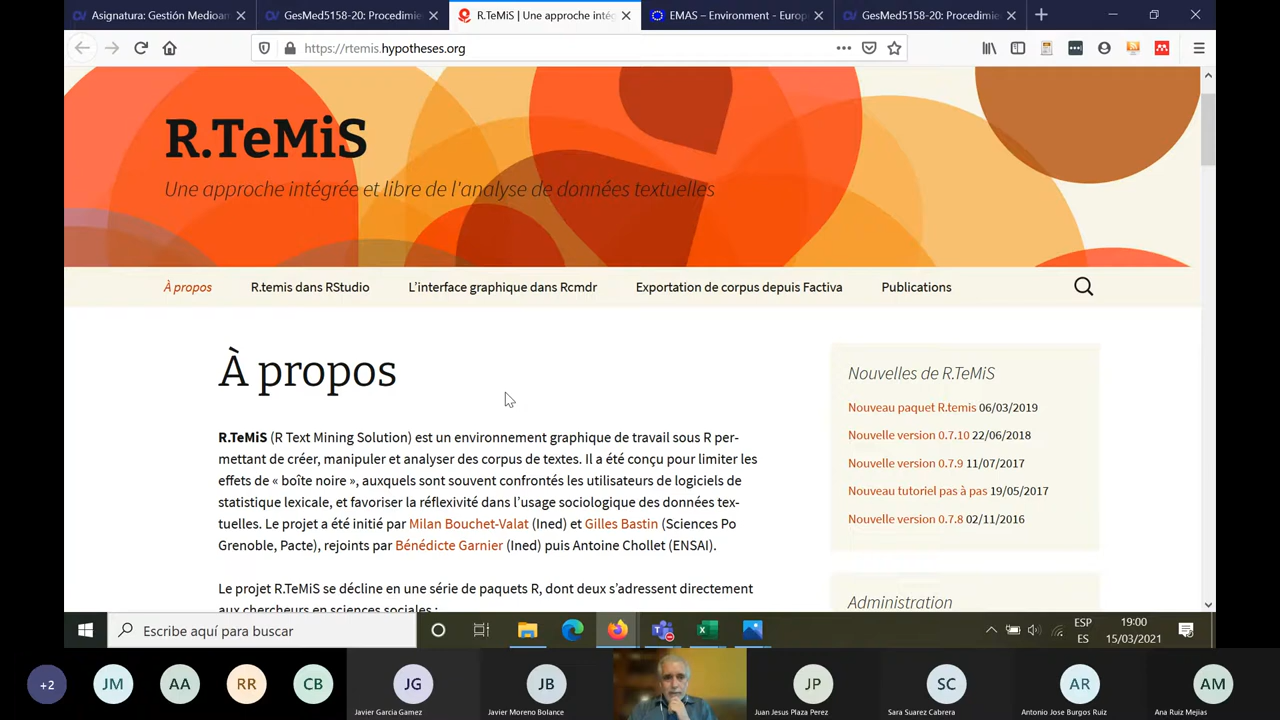 Asignatura: Gestión Medioam
GesMed5158-20: Procedimie
R.TeMiS | Une approche intég
EMAS – Environment - Europ
GesMed5158-20: Procedimie
https://rtemis.hypotheses.org
R.TeMiS
Une approche intégrée et libre de l'analyse de données textuelles
À propos
R.temis dans RStudio
L'interface graphique dans Rcmdr
Exportation de corpus depuis Factiva
Publications
À propos
R.TeMiS (R Text Mining Solution) est un environnement graphique de travail sous R per-
mettant de créer, manipuler et analyser des corpus de textes. Il a été conçu pour limiter les
effets de « boîte noire », auxquels sont souvent confrontés les utilisateurs de logiciels de
statistique lexicale, et favoriser la réflexivité dans l'usage sociologique des données tex-
tuelles. Le projet a été initié par Milan Bouchet-Valat (Ined) et Gilles Bastin (Sciences Po
Grenoble, Pacte), rejoints par Bénédicte Garnier (Ined) puis Antoine Chollet (ENSAI).
Le projet R.TeMiS se décline en une série de paquets R, dont deux s'adressent directement
aux chercheurs en sciences sociales :
Nouvelles de R.TeMiS
Nouveau paquet R.temis 06/03/2019
Nouvelle version 0.7.10 22/06/2018
Nouvelle version 0.7.9 11/07/2017
Nouveau tutoriel pas à pas 19/05/2017
Nouvelle version 0.7.8 02/11/2016
Administration
Escribe aquí para buscar
ESP
ES
19:00
15/03/2021
+2
JM
AA
RR
CB
JG
Javier Garcia Gamez
JB
Javier Moreno Bolance
JP
Juan Jesus Plaza Perez
SC
Sara Suarez Cabrera
AR
Antonio Jose Burgos Ruiz
AM
Ana Ruiz Mejias